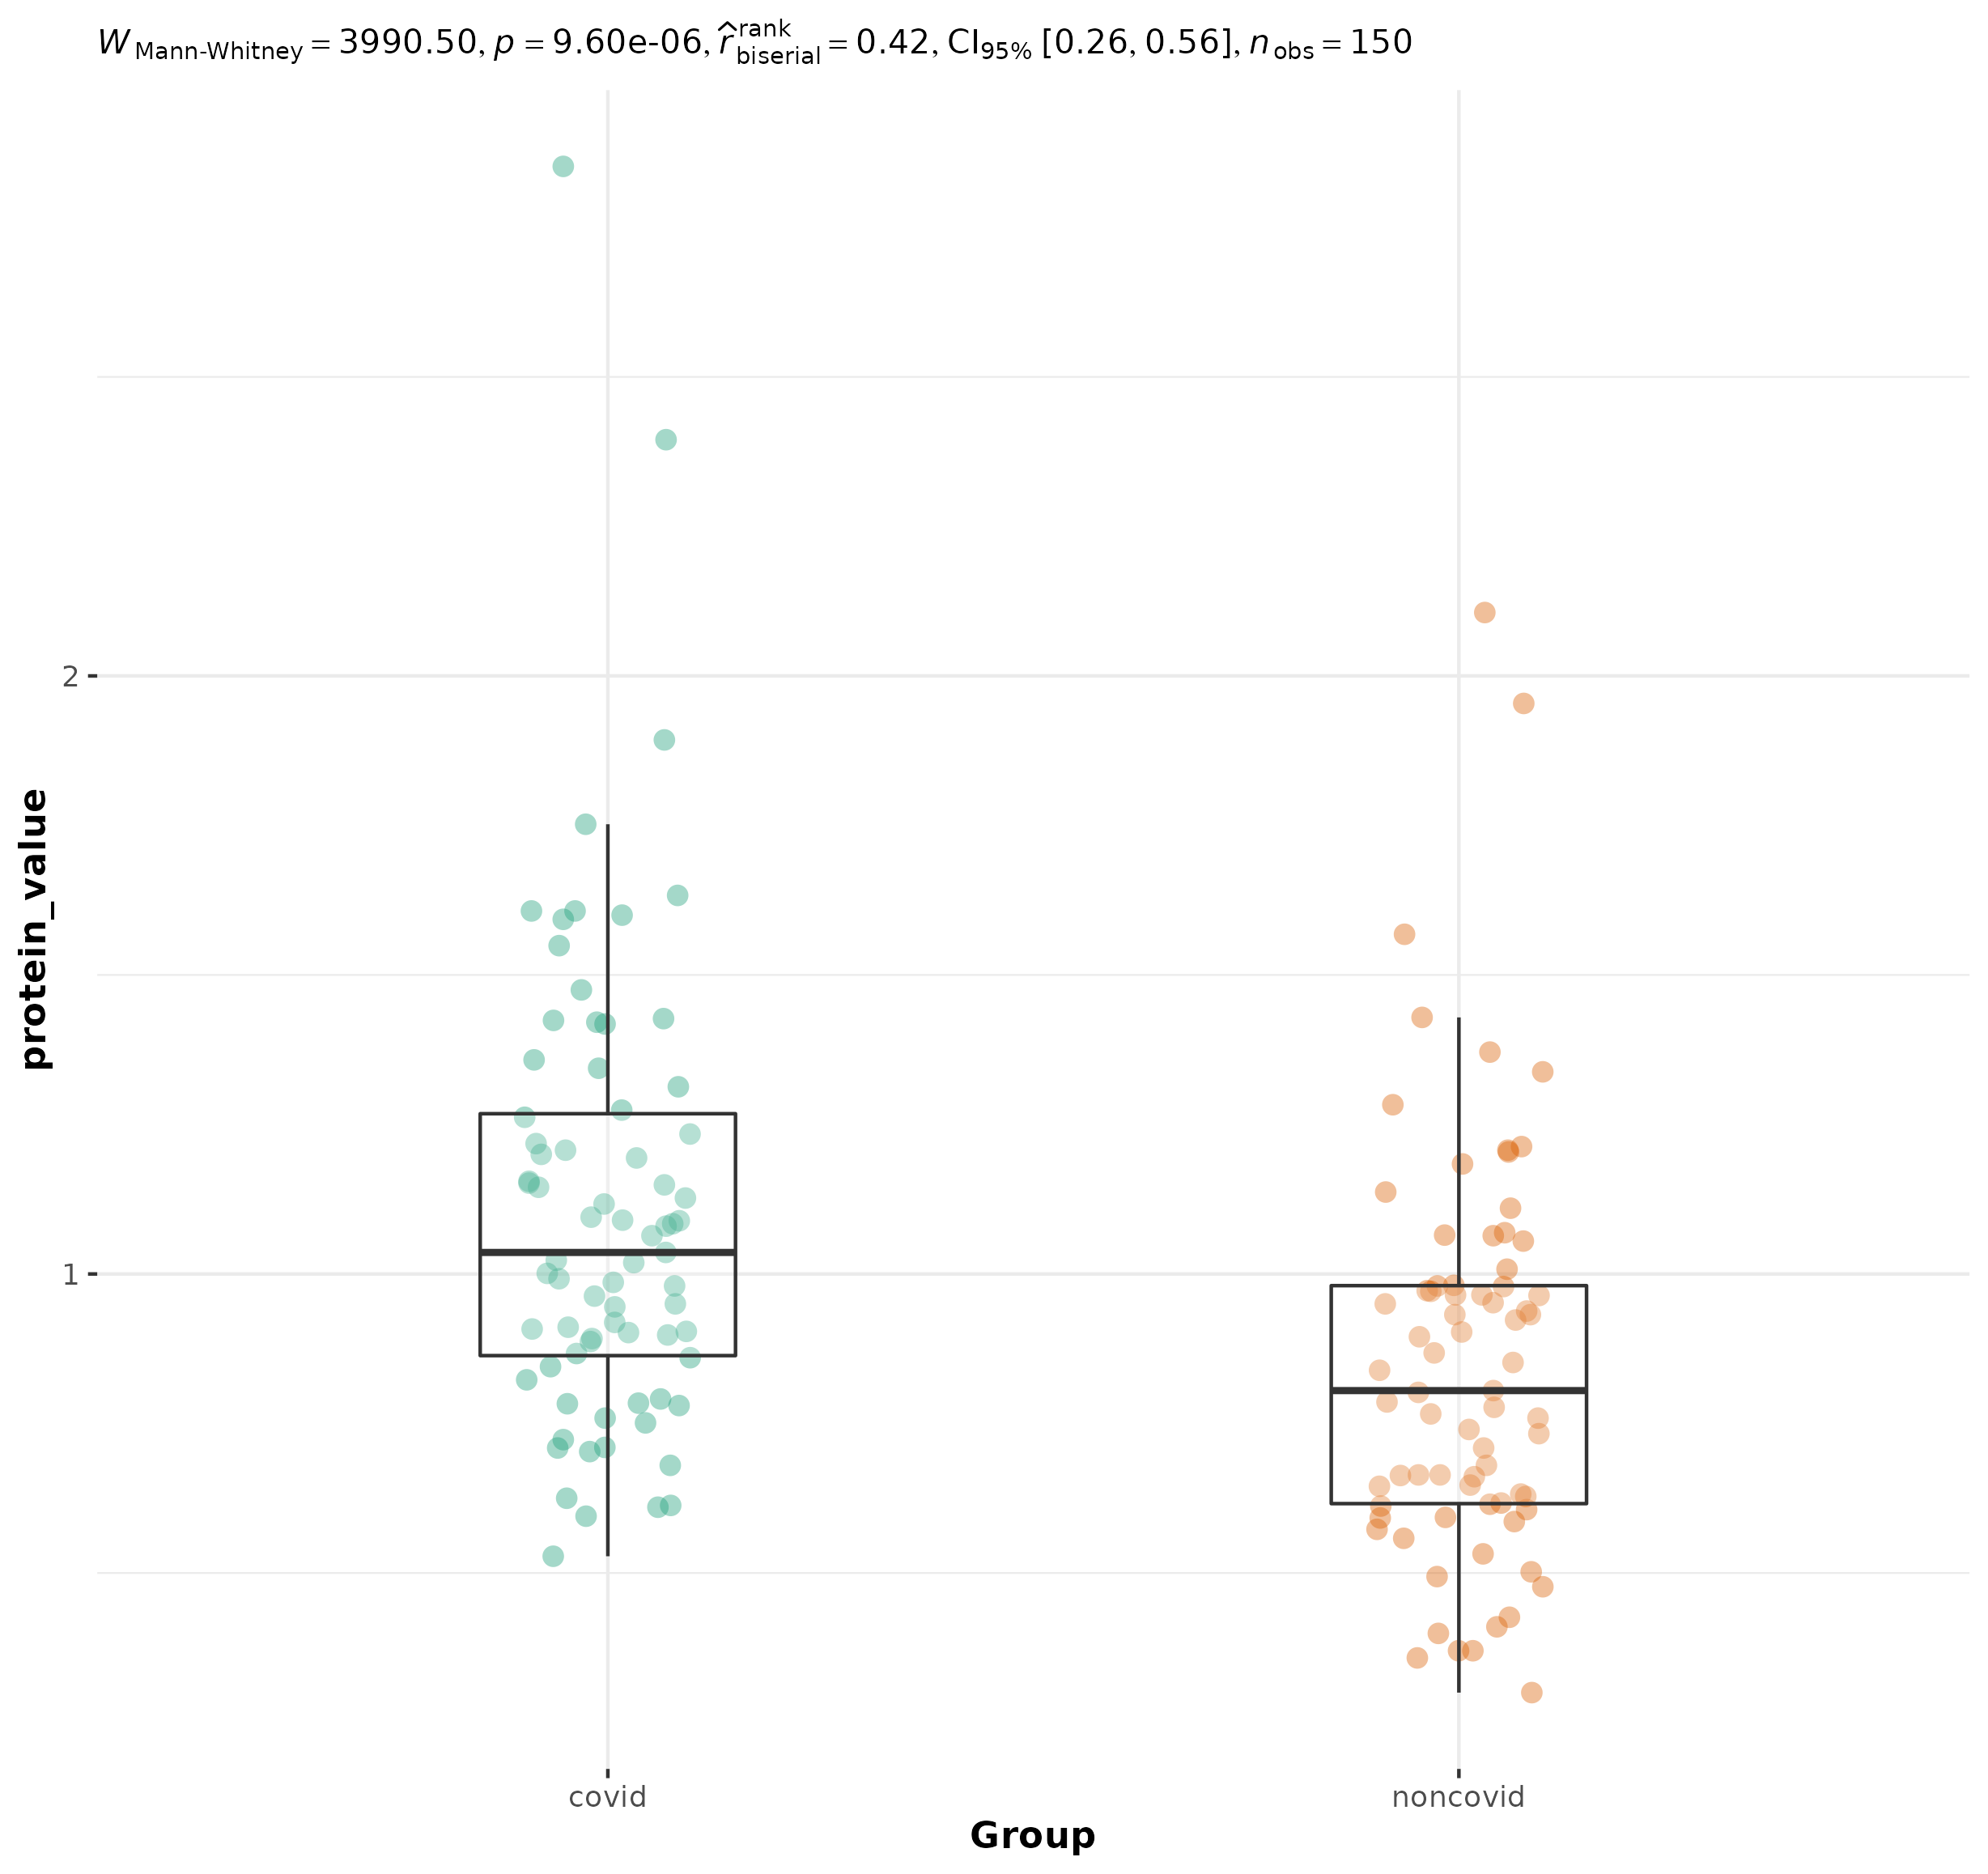 W Mann-Whitney = 3990.50, p = 9.60e-06, r̂ rank biserial = 0.42, CI95% [0.26, 0.56], nobs = 150
2
1
protein_value
covid noncovid
Group